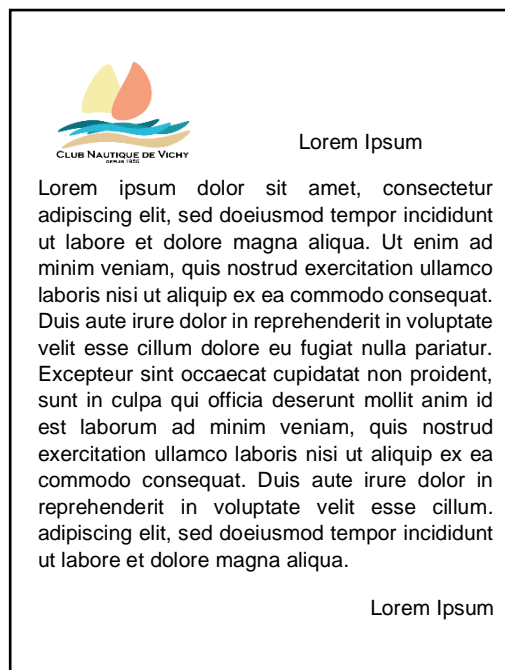 CLUB NAUTIQUE DE VICHY
DEPUIS 1956
Lorem Ipsum
Lorem ipsum dolor sit amet, consectetur
adipiscing elit, sed doeiusmod tempor incididunt
ut labore et dolore magna aliqua. Ut enim ad
minim veniam, quis nostrud exercitation ullamco
laboris nisi ut aliquip ex ea commodo consequat.
Duis aute irure dolor in reprehenderit in voluptate
velit esse cillum dolore eu fugiat nulla pariatur.
Excepteur sint occaecat cupidatat non proident,
sunt in culpa qui officia deserunt mollit anim id
est laborum ad minim veniam, quis nostrud
exercitation ullamco laboris nisi ut aliquip ex ea
commodo consequat. Duis aute irure dolor in
reprehenderit in voluptate velit esse cillum.
adipiscing elit, sed doeiusmod tempor incididunt
ut labore et dolore magna aliqua.
Lorem Ipsum